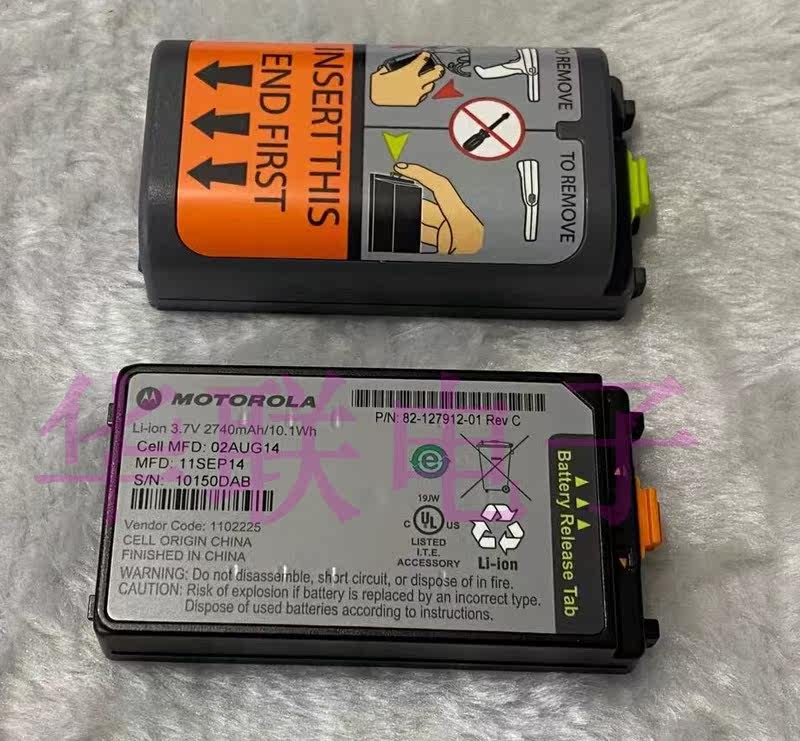 INSERT THIS
END FIRST
TO REMOVE
TO REMOVE
华联电子
MOTOROLA
P/N: 82-127912-01 Rev C
Li-ion 3.7V 2740mAh/10.1Wh
Cell MFD: 02AUG14
MFD: 11SEP14
S/N: 10150DAB
Vendor Code: 1102225
CELL ORIGIN CHINA
FINISHED IN CHINA
e
19JW
C UL US
LISTED
I.T.E.
ACCESSORY
Li-ion
WARNING: Do not disassemble, short circuit, or dispose of in fire.
CAUTION: Risk of explosion if battery is replaced by an incorrect type.
Dispose of used batteries according to instructions.
Battery Release Tab